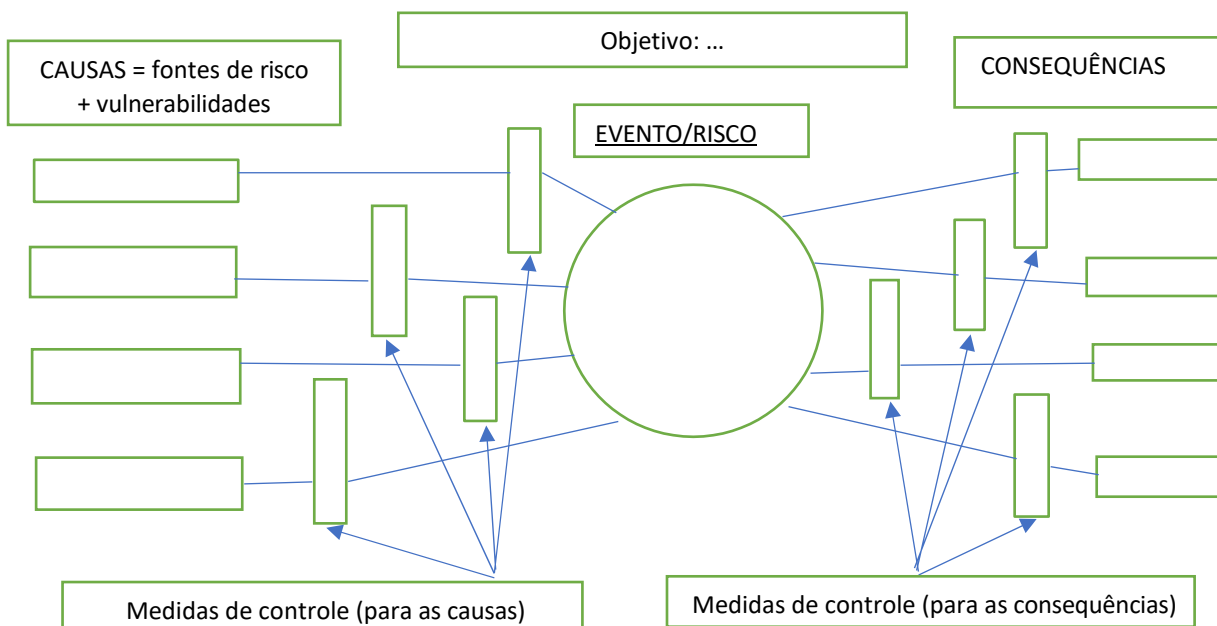 Objetivo: ...
CAUSAS = fontes de risco
+ vulnerabilidades
CONSEQUÊNCIAS
EVENTO/RISCO
Medidas de controle (para as causas)
Medidas de controle (para as consequências)